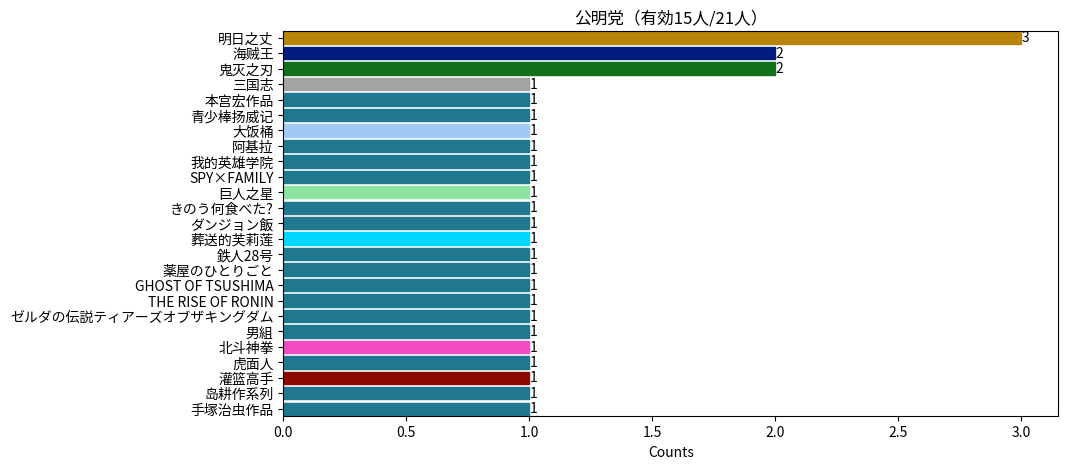 公明党（有効15人/21人）
明日之丈 3
海贼王 2
鬼灭之刃 2
三国志 1
本宫宏作品 1
青少棒扬威记 1
大饭桶 1
阿基拉 1
我的英雄学院 1
SPY×FAMILY 1
巨人之星 1
きのう何食べた? 1
ダンジョン飯 1
葬送的芙莉莲 1
鉄人28号 1
薬屋のひとりごと 1
GHOST OF TSUSHIMA 1
THE RISE OF RONIN 1
ゼルダの伝説ティアーズオブザキングダム 1
男組 1
北斗神拳 1
虎面人 1
灌篮高手 1
岛耕作系列 1
手塚治虫作品 1
0.0 0.5 1.0 1.5 2.0 2.5 3.0
Counts